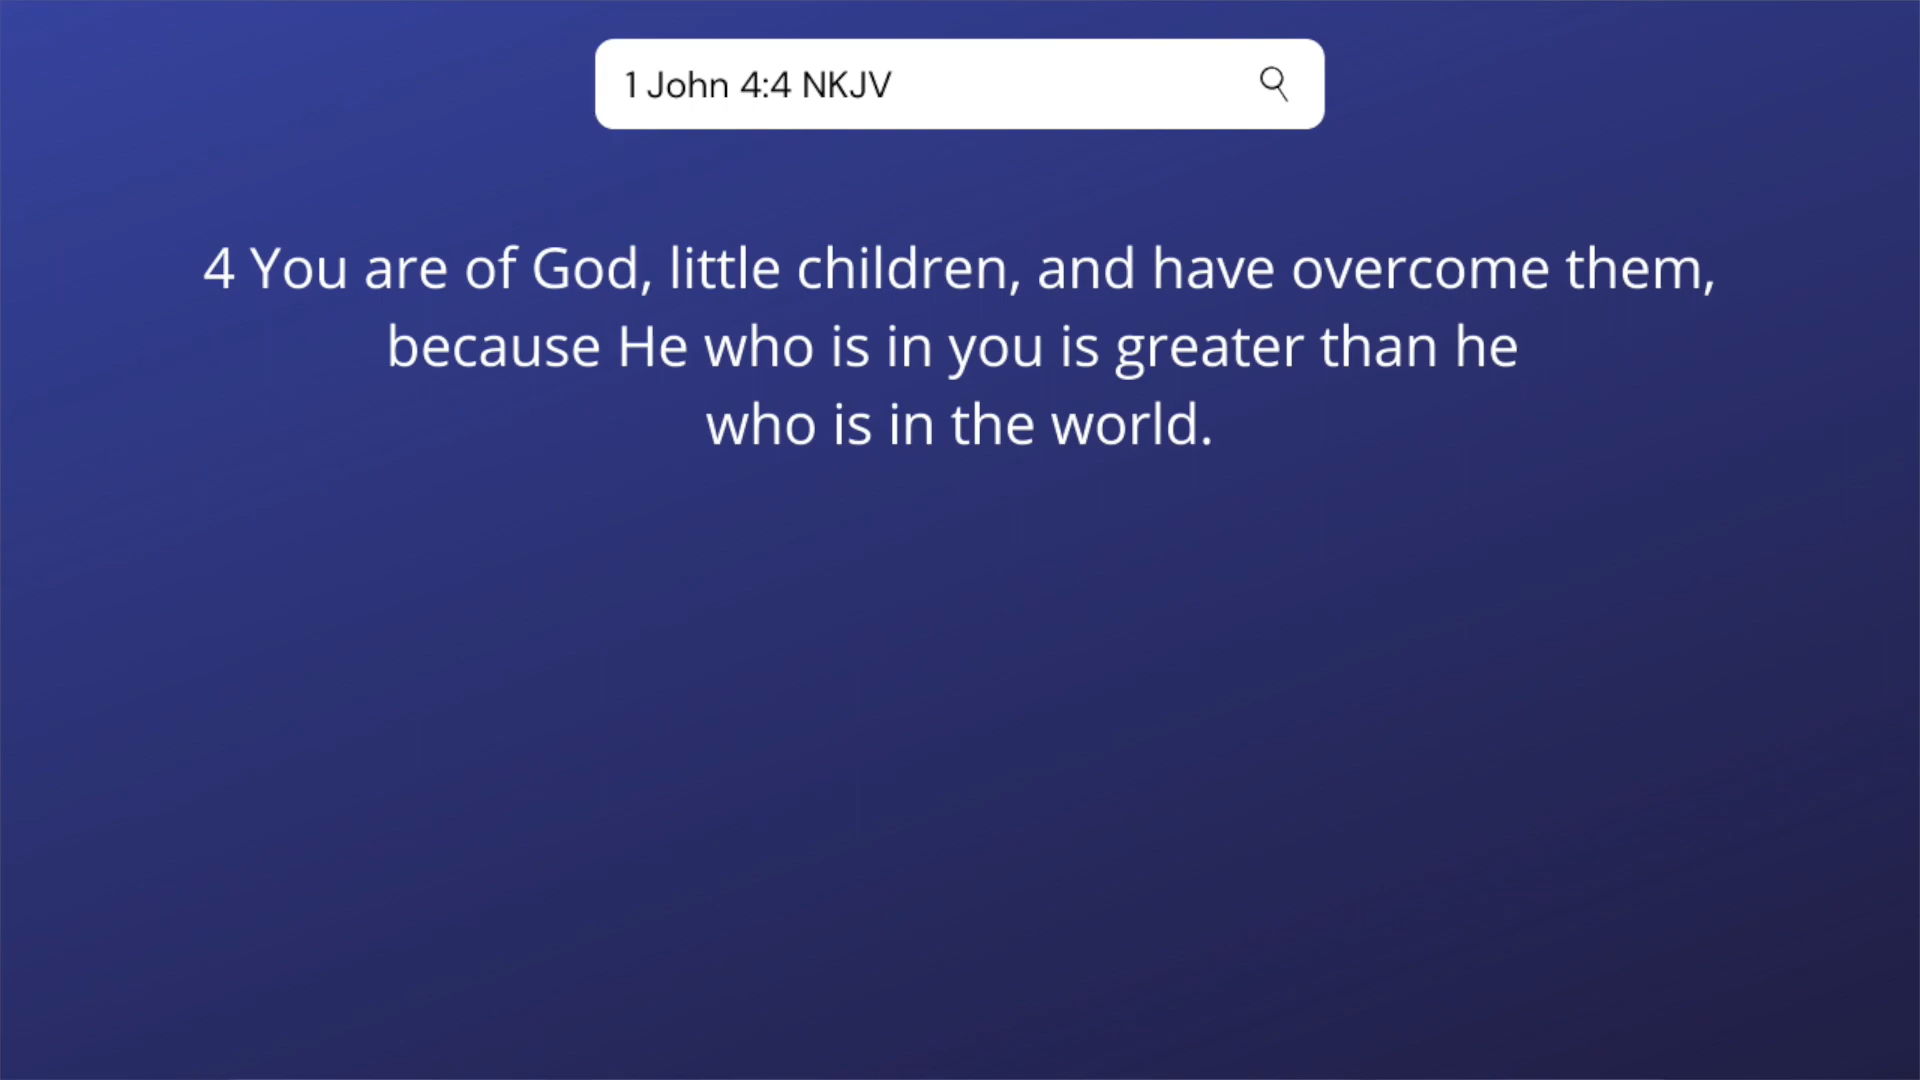 1 John 4:4 NKJV
4 You are of God, little children, and have overcome them,
because He who is in you is greater than he
who is in the world.